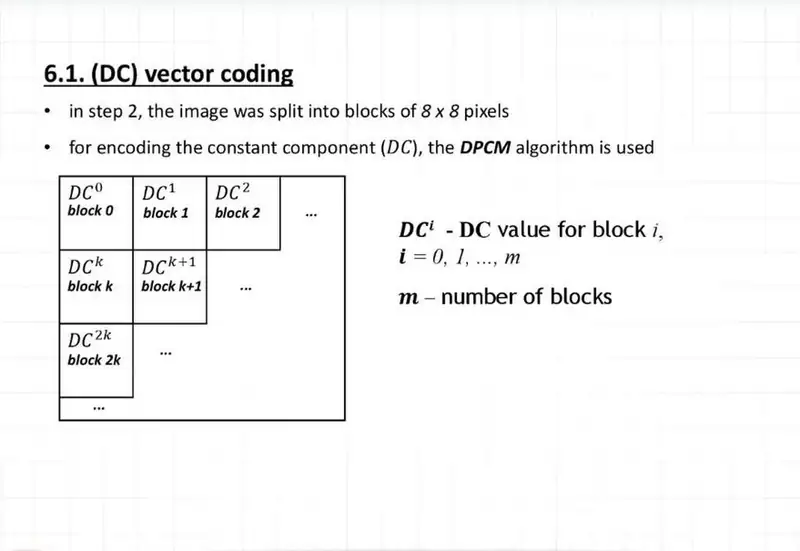 6.1. (DC) vector coding
• in step 2, the image was split into blocks of 8 x 8 pixels
• for encoding the constant component (DC), the DPCM algorithm is used
DC⁰ DC¹ DC²
block 0 block 1 block 2 ...
DCᵏ DCᵏ⁺¹
block k block k+1 ...
DC²ᵏ
block 2k ...
...
DCⁱ - DC value for block i,
i = 0, 1, ..., m
m – number of blocks